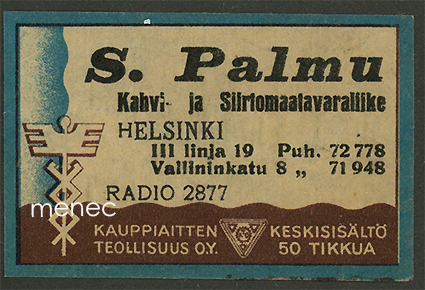 S. Palmu
Kahvi- ja Siirtomaatavaraliike
HELSINKI
III linja 19 Puh. 72 778
Vallininkatu 8 „ 71 948
RADIO 2877
menec
KAUPPIAITTEN KESKISISÄLTÖ
TEOLLISUUS O.Y. 50 TIKKUA